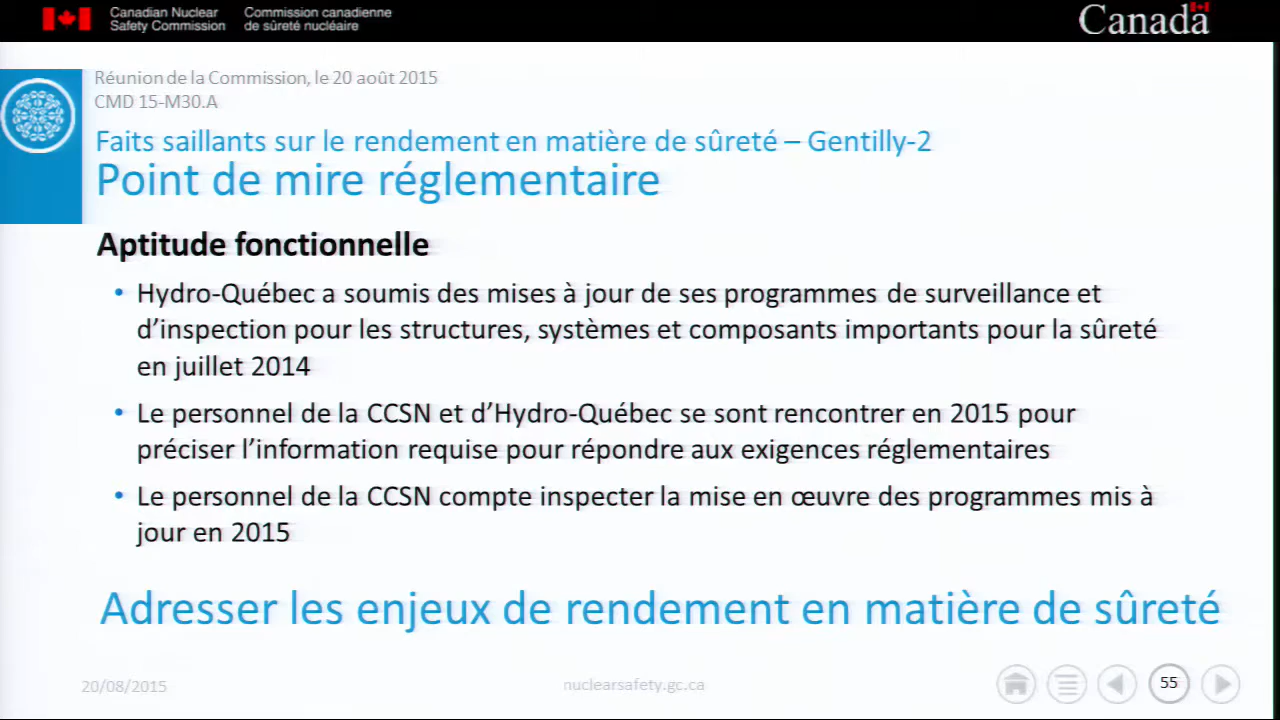 Canadian Nuclear
Safety Commission
Commission canadienne
de sûreté nucléaire
Canada
Réunion de la Commission, le 20 août 2015
CMD 15-M30.A
Faits saillants sur le rendement en matière de sûreté – Gentilly-2
Point de mire réglementaire
Aptitude fonctionnelle
• Hydro-Québec a soumis des mises à jour de ses programmes de surveillance et
d’inspection pour les structures, systèmes et composants importants pour la sûreté
en juillet 2014
• Le personnel de la CCSN et d’Hydro-Québec se sont rencontrer en 2015 pour
préciser l’information requise pour répondre aux exigences réglementaires
• Le personnel de la CCSN compte inspecter la mise en œuvre des programmes mis à
jour en 2015
Adresser les enjeux de rendement en matière de sûreté
20/08/2015
nuclearsafety.gc.ca
55